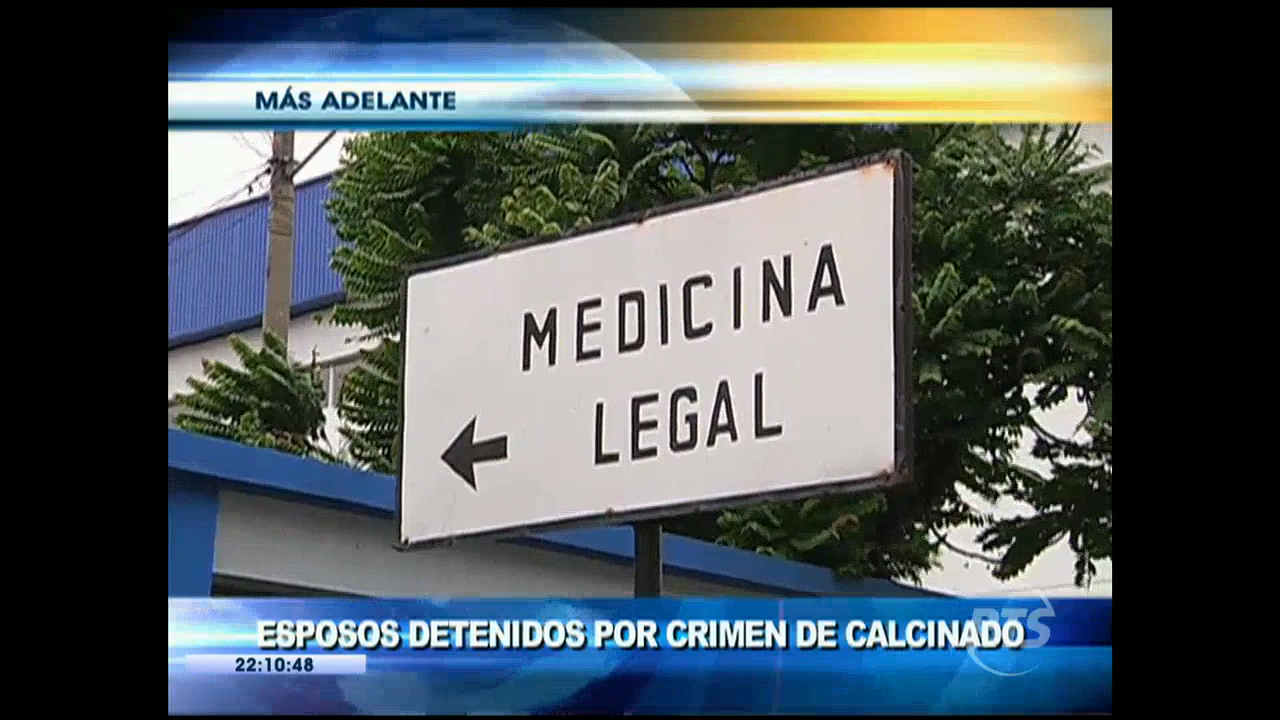 MÁS ADELANTE
MEDICINA
LEGAL
ESPOSOS DETENIDOS POR CRIMEN DE CALCINADO
RTS
22:10:48